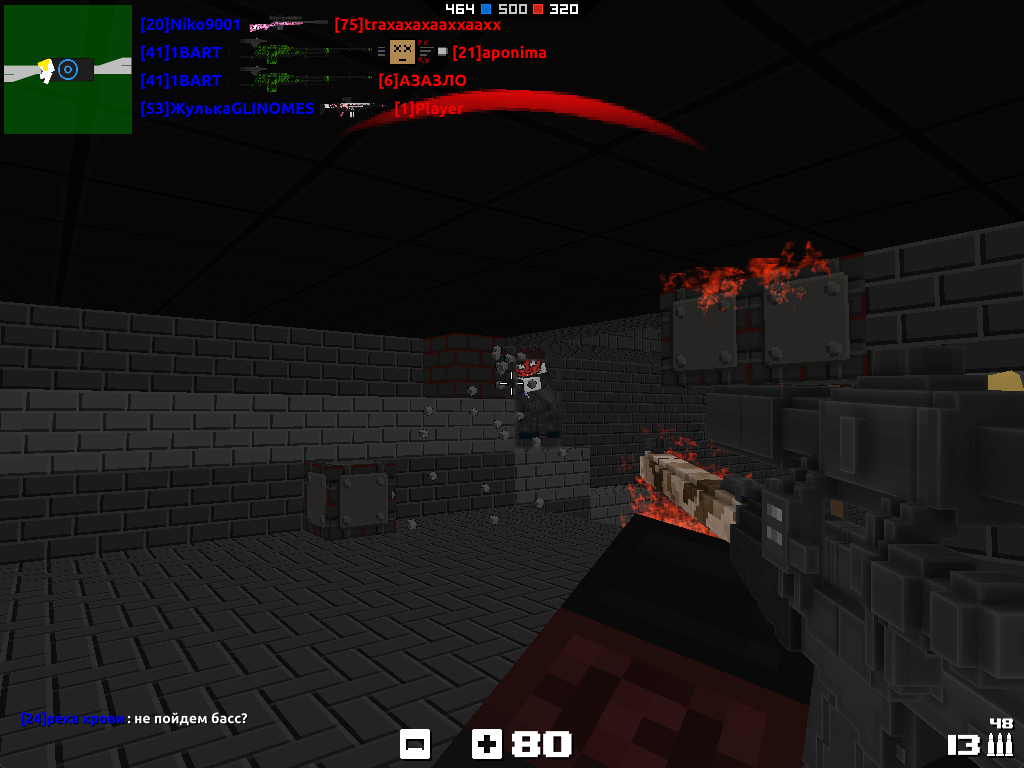 464 500 320
[20]Niko9001 [75]traxaxaxaaxxaaxx
[41]1BART [21]aponima
[41]1BART [6]АЗАЗЛО
[53]ЖулькаGLINOMES [1]Player
[24]река крови : не пойдем басс?
80
48
13